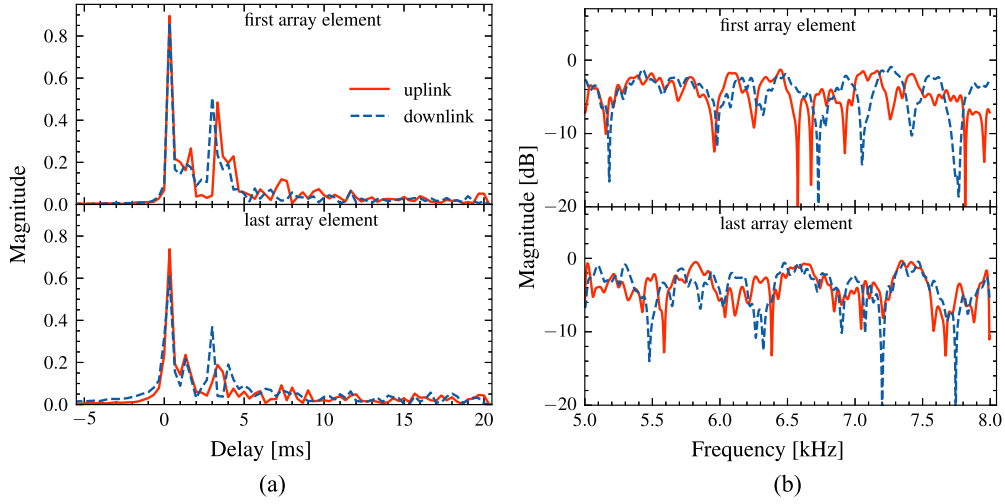 first array element
0.8
0.6
0.4
0.2
0.0
uplink
downlink
last array element
0.8
0.6
0.4
0.2
0.0
Magnitude
−5
0
5
10
15
20
Delay [ms]
(a)
first array element
0
−10
−20
last array element
0
−10
−20
Magnitude [dB]
5.0
5.5
6.0
6.5
7.0
7.5
8.0
Frequency [kHz]
(b)